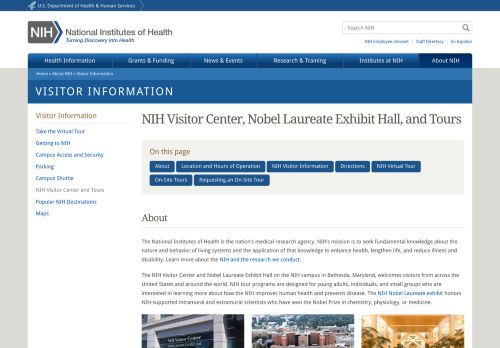 U.S. Department of Health & Human Services
NIH National Institutes of Health
Turning Discovery Into Health
Search NIH
NIH Employee Intranet | Staff Directory | En Español
Health Information Grants & Funding News & Events Research & Training Institutes at NIH About NIH
Home » About NIH » Visitor Information
VISITOR INFORMATION
Visitor Information
Take the Virtual Tour
Getting to NIH
Campus Access and Security
Parking
Campus Shuttle
NIH Visitor Center and Tours
Popular NIH Destinations
Maps
NIH Visitor Center, Nobel Laureate Exhibit Hall, and Tours
On this page
About Location and Hours of Operation NIH Visitor Information Directions NIH Virtual Tour
On-Site Tours Requesting an On-Site Tour
About
The National Institutes of Health is the nation's medical research agency. NIH's mission is to seek fundamental knowledge about the
nature and behavior of living systems and the application of that knowledge to enhance health, lengthen life, and reduce illness and
disability. Learn more about the NIH and the research we conduct.
The NIH Visitor Center and Nobel Laureate Exhibit Hall on the NIH campus in Bethesda, Maryland, welcomes visitors from across the
United States and around the world. NIH tour programs are designed for young adults, individuals, and small groups who are
interested in learning more about how the NIH improves human health and prevents disease. The NIH Nobel Laureate exhibit honors
NIH-supported intramural and extramural scientists who have won the Nobel Prize in chemistry, physiology, or medicine.
NIH Visitor Center